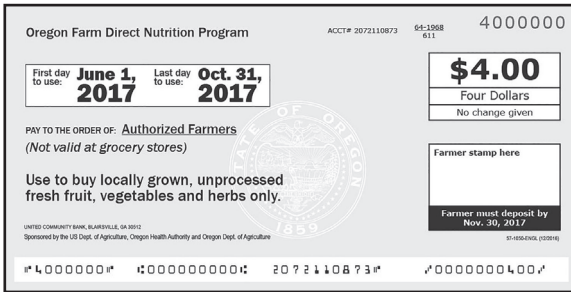 Oregon Farm Direct Nutrition Program
ACCT# 2072110873
64-1968
611
4000000
First day to use: June 1, 2017
Last day to use: Oct. 31, 2017
$4.00
Four Dollars
No change given
PAY TO THE ORDER OF: Authorized Farmers
(Not valid at grocery stores)
STATE OF OREGON
1859
Farmer stamp here
Use to buy locally grown, unprocessed
fresh fruit, vegetables and herbs only.
Farmer must deposit by
Nov. 30, 2017
UNITED COMMUNITY BANK, BLAIRSVILLE, GA 30512
Sponsored by the US Dept. of Agriculture, Oregon Health Authority and Oregon Dept. of Agriculture
57-1650-ENGL (12/2016)
⑈4000000⑈ ⑆000000000⑆ 2072110873⑈ ⑇0000000400⑇